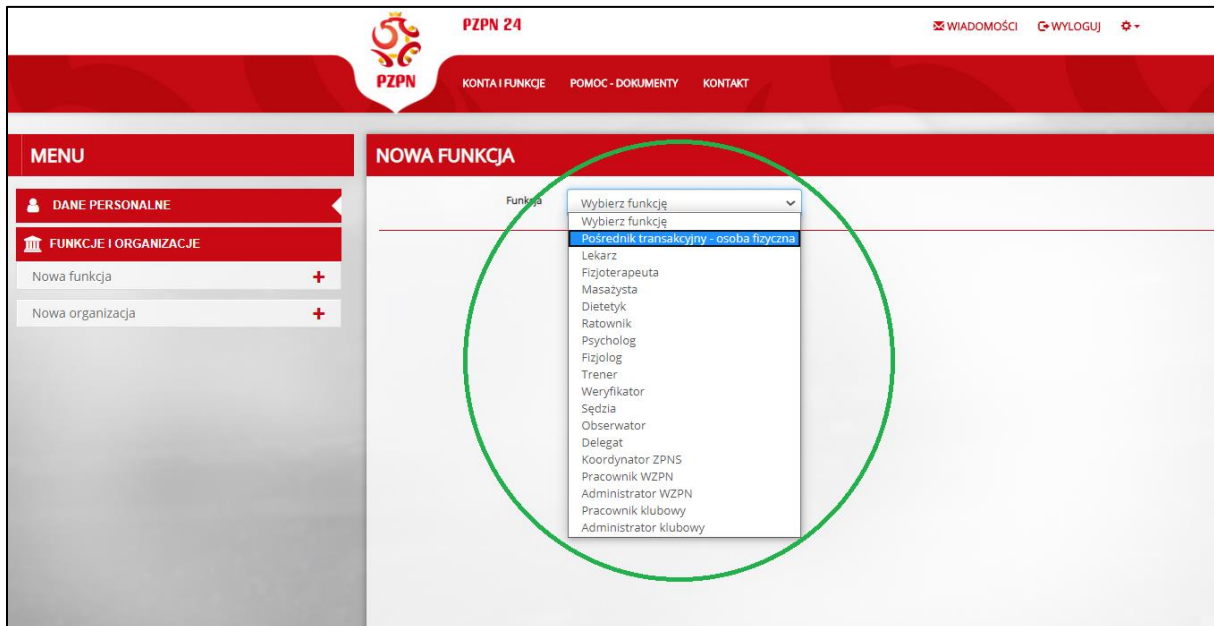 PZPN 24
WIADOMOŚCI
WYLOGUJ
PZPN
KONTA I FUNKCJE
POMOC - DOKUMENTY
KONTAKT
MENU
DANE PERSONALNE
FUNKCJE I ORGANIZACJE
Nowa funkcja
Nowa organizacja
NOWA FUNKCJA
Funkcja
Wybierz funkcję
Wybierz funkcję
Pośrednik transakcyjny - osoba fizyczna
Lekarz
Fizjoterapeuta
Masażysta
Dietetyk
Ratownik
Psycholog
Fizjolog
Trener
Weryfikator
Sędzia
Obserwator
Delegat
Koordynator ZPNS
Pracownik WZPN
Administrator WZPN
Pracownik klubowy
Administrator klubowy